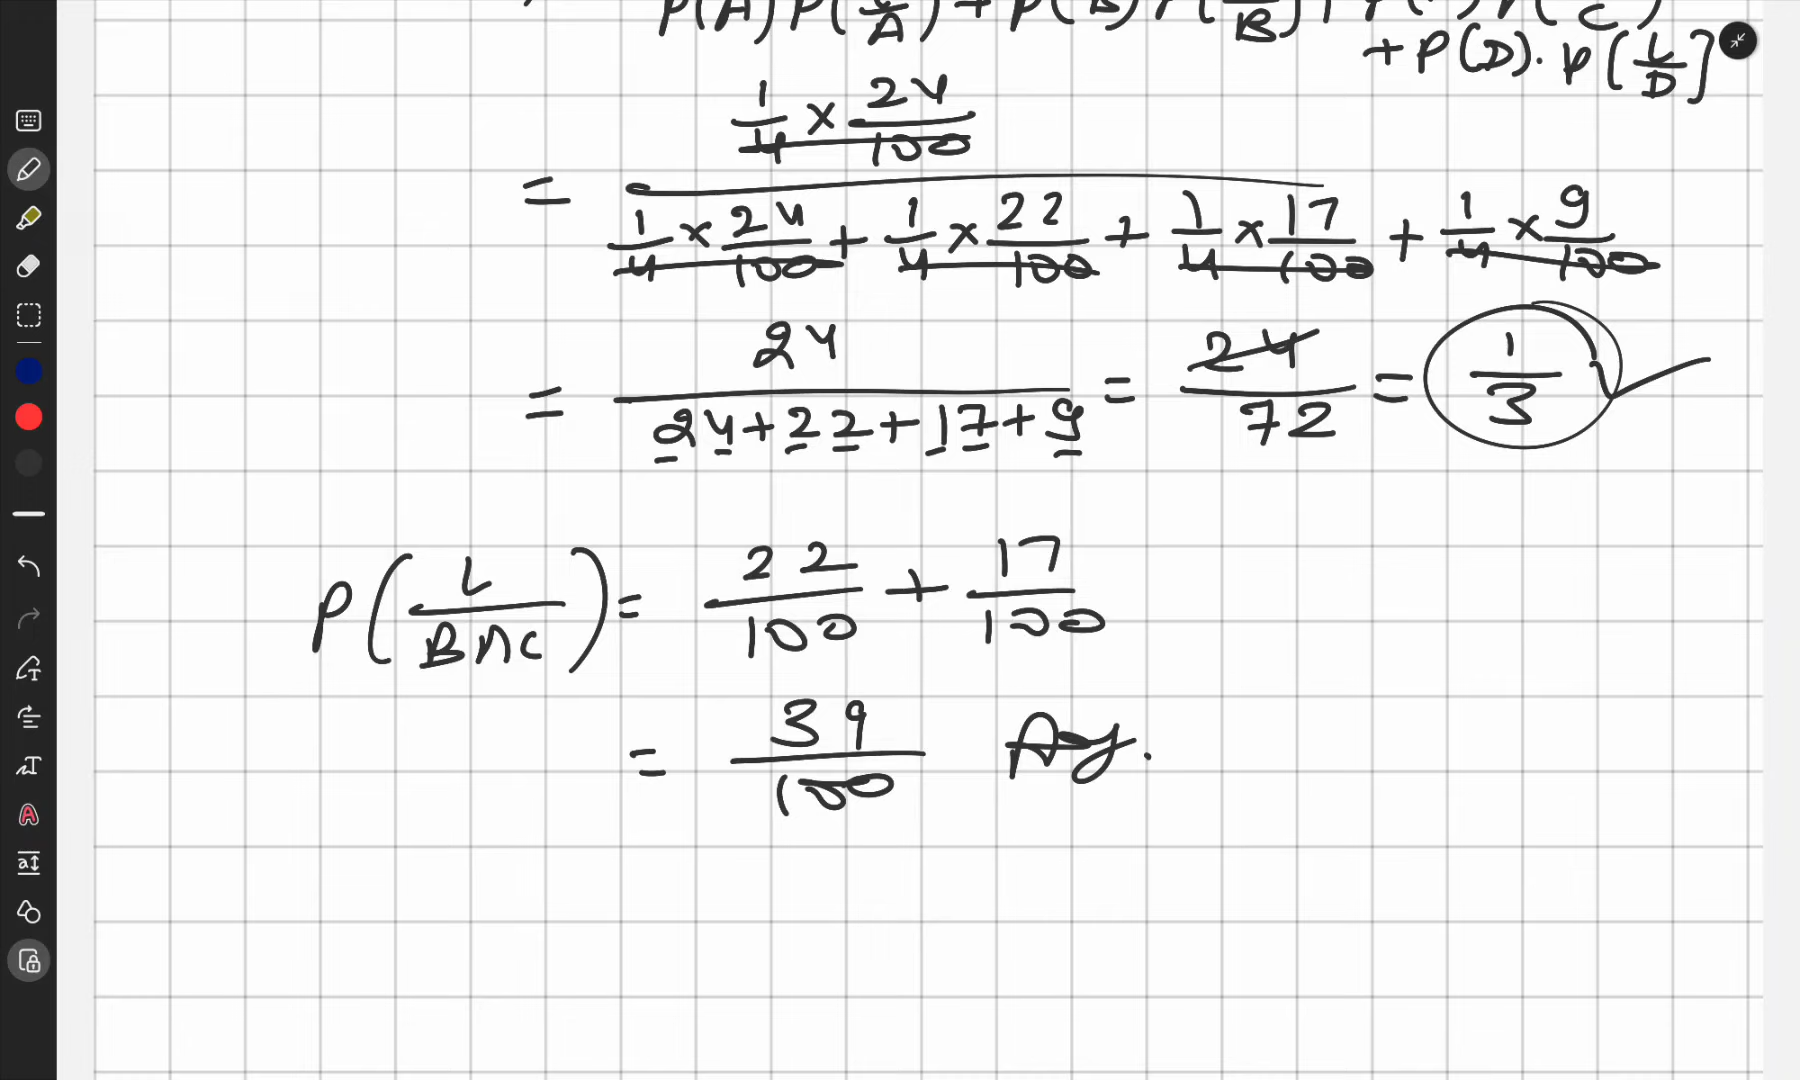 P(A)P(L/A) + P(B)P(L/B) + P(C)P(L/C)
+ P(D). P[L/D]
= (1/4 × 24/100) / (1/4 × 24/100 + 1/4 × 22/100 + 1/4 × 17/100 + 1/4 × 9/100)
= 24 / (24+22+17+9) = 24/72 = 1/3
P(L/B∩C) = 22/100 + 17/100
= 39/100 Ans.